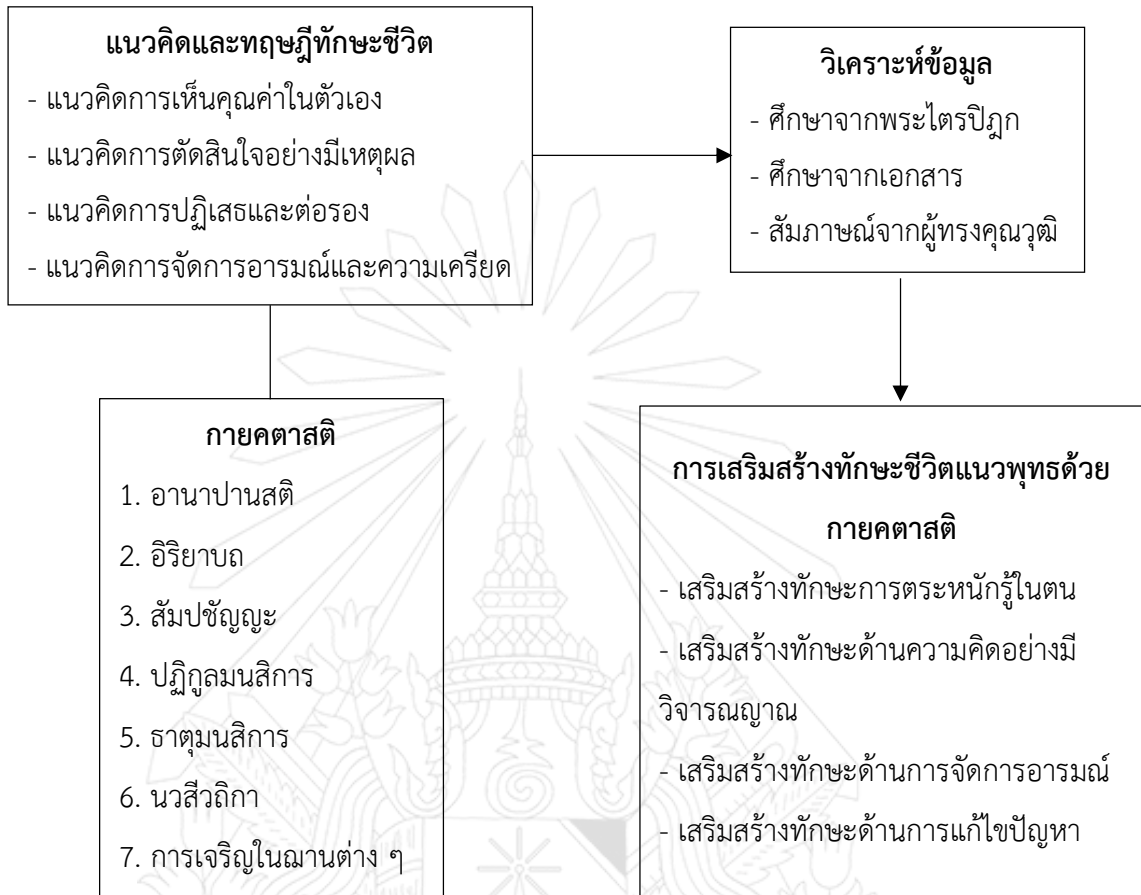 แนวคิดและทฤษฎีทักษะชีวิต
- แนวคิดการเห็นคุณค่าในตัวเอง
- แนวคิดการตัดสินใจอย่างมีเหตุผล
- แนวคิดการปฏิเสธและต่อรอง
- แนวคิดการจัดการอารมณ์และความเครียด
วิเคราะห์ข้อมูล
- ศึกษาจากพระไตรปิฎก
- ศึกษาจากเอกสาร
- สัมภาษณ์จากผู้ทรงคุณวุฒิ
กายคตาสติ
1. อานาปานสติ
2. อิริยาบถ
3. สัมปชัญญะ
4. ปฏิกูลมนสิการ
5. ธาตุมนสิการ
6. นวสีวถิกา
7. การเจริญในฌานต่าง ๆ
การเสริมสร้างทักษะชีวิตแนวพุทธด้วย
กายคตาสติ
- เสริมสร้างทักษะการตระหนักรู้ในตน
- เสริมสร้างทักษะด้านความคิดอย่างมี
วิจารณญาณ
- เสริมสร้างทักษะด้านการจัดการอารมณ์
- เสริมสร้างทักษะด้านการแก้ไขปัญหา